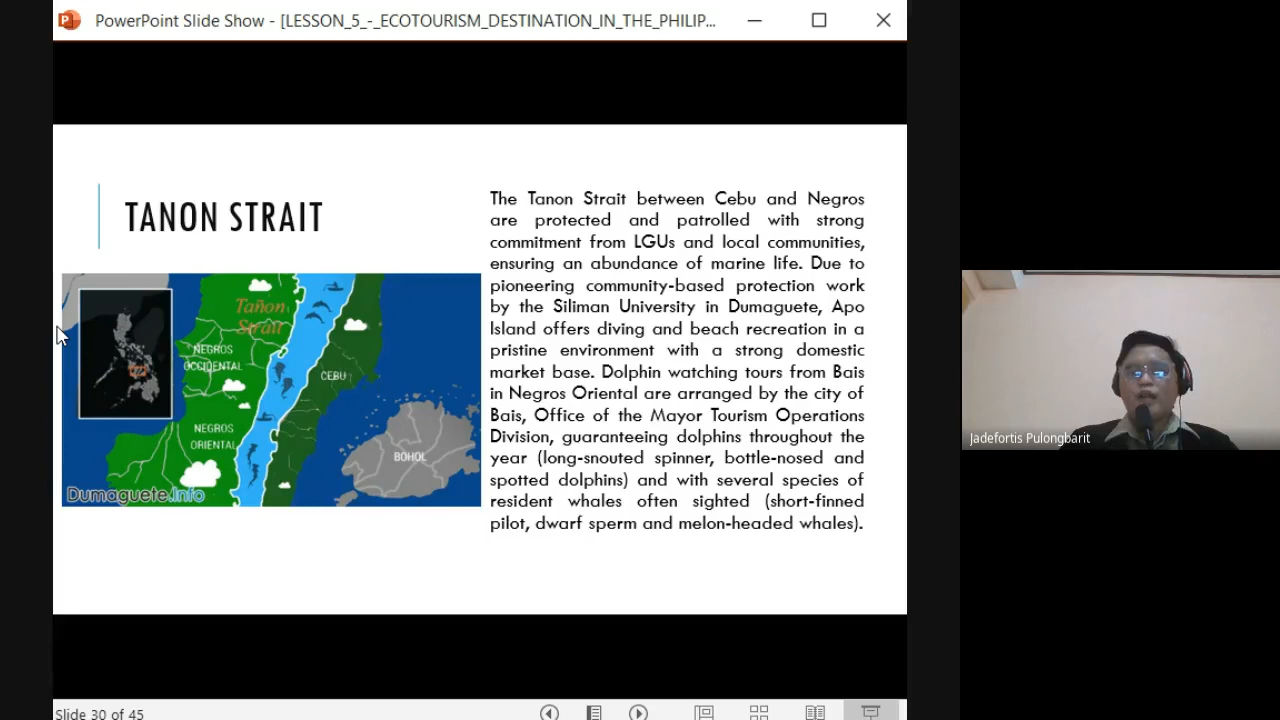 PowerPoint Slide Show - [LESSON_5_-_ECOTOURISM_DESTINATION_IN_THE_PHILIP...
TANON STRAIT
Tañon
Strait
NEGROS
OCCIDENTAL
CEBU
NEGROS
ORIENTAL
BOHOL
Dumaguete.Info
The Tanon Strait between Cebu and Negros
are protected and patrolled with strong
commitment from LGUs and local communities,
ensuring an abundance of marine life. Due to
pioneering community-based protection work
by the Siliman University in Dumaguete, Apo
Island offers diving and beach recreation in a
pristine environment with a strong domestic
market base. Dolphin watching tours from Bais
in Negros Oriental are arranged by the city of
Bais, Office of the Mayor Tourism Operations
Division, guaranteeing dolphins throughout the
year (long-snouted spinner, bottle-nosed and
spotted dolphins) and with several species of
resident whales often sighted (short-finned
pilot, dwarf sperm and melon-headed whales).
Jadefortis Pulongbarit
Slide 30 of 45